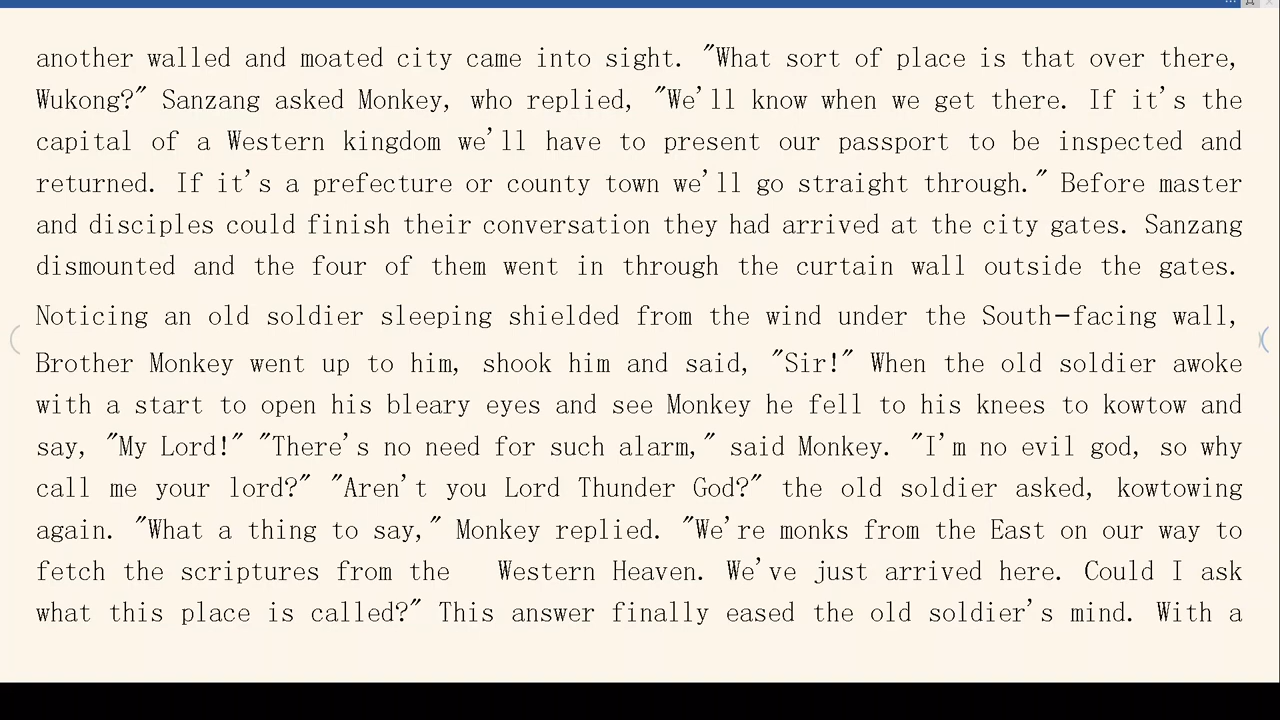 another walled and moated city came into sight. "What sort of place is that over there,
Wukong?" Sanzang asked Monkey, who replied, "We'll know when we get there. If it's the
capital of a Western kingdom we'll have to present our passport to be inspected and
returned. If it's a prefecture or county town we'll go straight through." Before master
and disciples could finish their conversation they had arrived at the city gates. Sanzang
dismounted and the four of them went in through the curtain wall outside the gates.
Noticing an old soldier sleeping shielded from the wind under the South-facing wall,
Brother Monkey went up to him, shook him and said, "Sir!" When the old soldier awoke
with a start to open his bleary eyes and see Monkey he fell to his knees to kowtow and
say, "My Lord!" "There's no need for such alarm," said Monkey. "I'm no evil god, so why
call me your lord?" "Aren't you Lord Thunder God?" the old soldier asked, kowtowing
again. "What a thing to say," Monkey replied. "We're monks from the East on our way to
fetch the scriptures from the Western Heaven. We've just arrived here. Could I ask
what this place is called?" This answer finally eased the old soldier's mind. With a